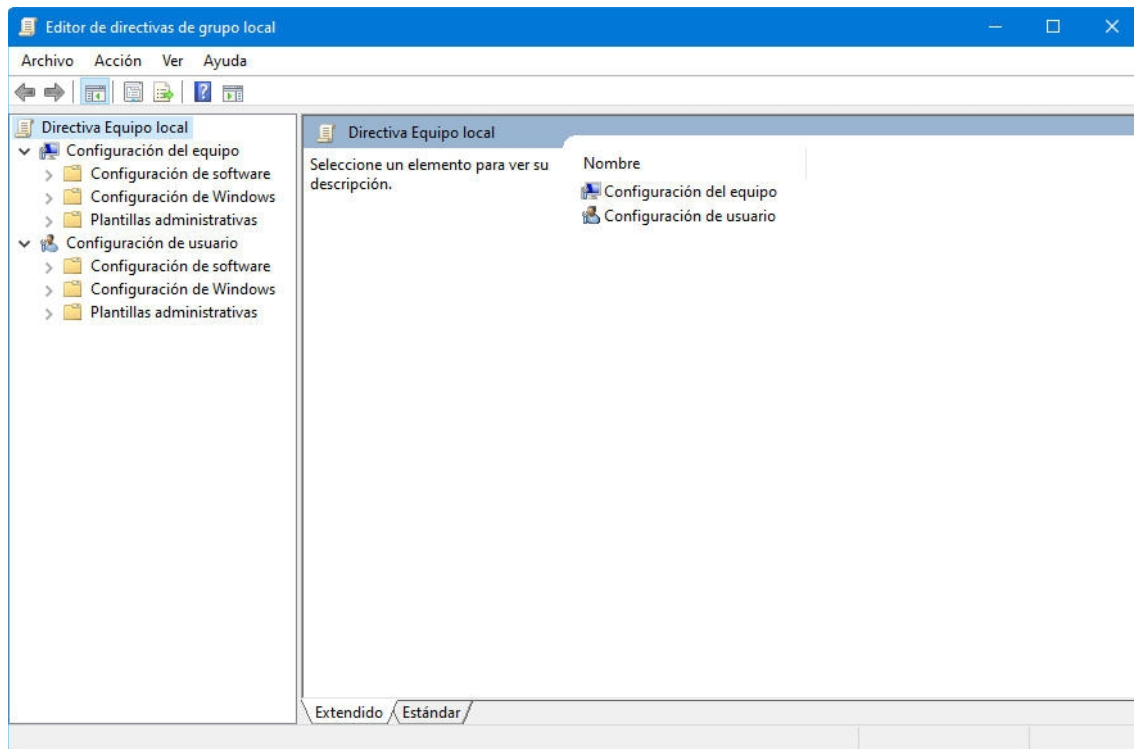 Editor de directivas de grupo local
Archivo Acción Ver Ayuda
Directiva Equipo local
Configuración del equipo
Configuración de software
Configuración de Windows
Plantillas administrativas
Configuración de usuario
Configuración de software
Configuración de Windows
Plantillas administrativas
Directiva Equipo local
Seleccione un elemento para ver su
descripción.
Nombre
Configuración del equipo
Configuración de usuario
Extendido Estándar